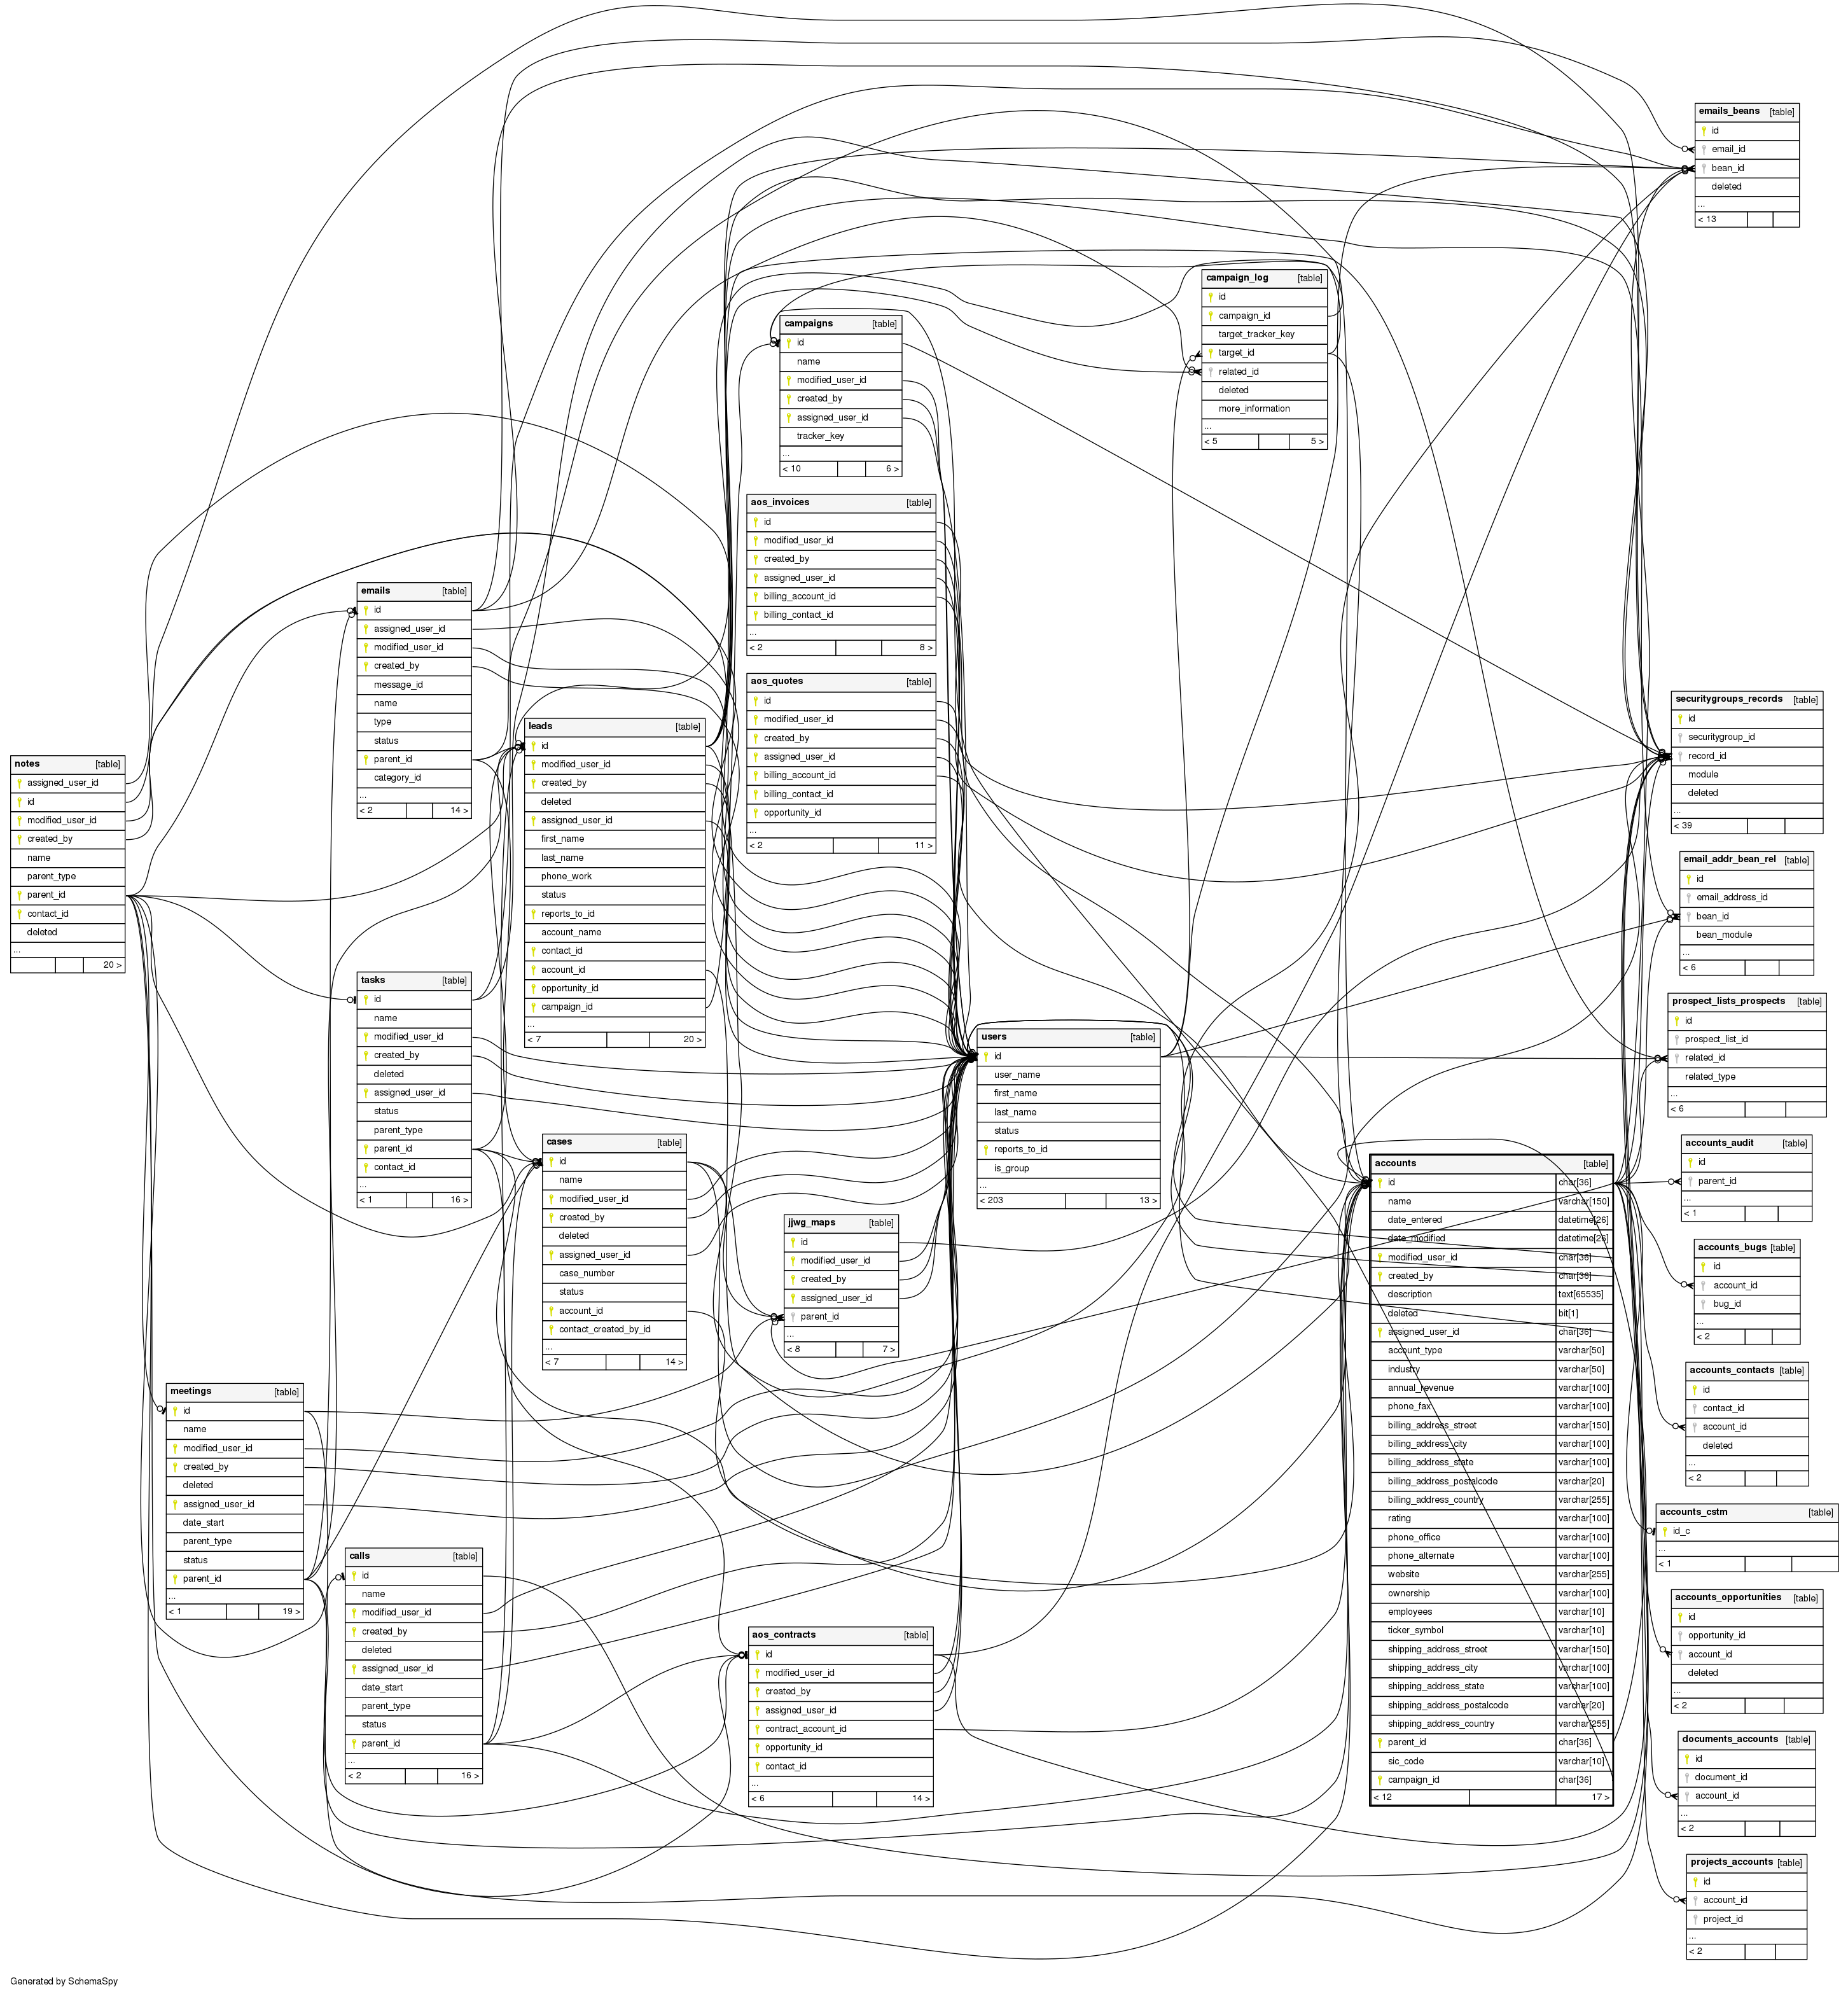 emails_beans [table]
id
email_id
bean_id
deleted
...
< 13
campaign_log [table]
id
campaign_id
target_tracker_key
target_id
related_id
deleted
more_information
...
< 5 5 >
campaigns [table]
id
name
modified_user_id
created_by
assigned_user_id
tracker_key
...
< 10 6 >
aos_invoices [table]
id
modified_user_id
created_by
assigned_user_id
billing_account_id
billing_contact_id
...
< 2 8 >
emails [table]
id
assigned_user_id
modified_user_id
created_by
message_id
name
type
status
parent_id
category_id
...
< 2 14 >
aos_quotes [table]
id
modified_user_id
created_by
assigned_user_id
billing_account_id
billing_contact_id
opportunity_id
...
< 2 11 >
securitygroups_records [table]
id
securitygroup_id
record_id
module
deleted
...
< 39
leads [table]
id
modified_user_id
created_by
deleted
assigned_user_id
first_name
last_name
phone_work
status
reports_to_id
account_name
contact_id
account_id
opportunity_id
campaign_id
...
< 7 20 >
notes [table]
assigned_user_id
id
modified_user_id
created_by
name
parent_type
parent_id
contact_id
deleted
...
20 >
email_addr_bean_rel [table]
id
email_address_id
bean_id
bean_module
...
< 6
tasks [table]
id
name
modified_user_id
created_by
deleted
assigned_user_id
status
parent_type
parent_id
contact_id
...
< 1 16 >
prospect_lists_prospects [table]
id
prospect_list_id
related_id
related_type
...
< 6
users [table]
id
user_name
first_name
last_name
status
reports_to_id
is_group
...
< 203 13 >
cases [table]
id
name
modified_user_id
created_by
deleted
assigned_user_id
case_number
status
account_id
contact_created_by_id
...
< 7 14 >
accounts_audit [table]
id
parent_id
...
< 1
accounts [table]
id char[36]
name varchar[150]
date_entered datetime[26]
date_modified datetime[26]
modified_user_id char[36]
created_by char[36]
description text[65535]
deleted bit[1]
assigned_user_id char[36]
account_type varchar[50]
industry varchar[50]
annual_revenue varchar[100]
phone_fax varchar[100]
billing_address_street varchar[150]
billing_address_city varchar[100]
billing_address_state varchar[100]
billing_address_postalcode varchar[20]
billing_address_country varchar[255]
rating varchar[100]
phone_office varchar[100]
phone_alternate varchar[100]
website varchar[255]
ownership varchar[100]
employees varchar[10]
ticker_symbol varchar[10]
shipping_address_street varchar[150]
shipping_address_city varchar[100]
shipping_address_state varchar[100]
shipping_address_postalcode varchar[20]
shipping_address_country varchar[255]
parent_id char[36]
sic_code varchar[10]
campaign_id char[36]
< 12 17 >
jjwg_maps [table]
id
modified_user_id
created_by
assigned_user_id
parent_id
...
< 8 7 >
accounts_bugs [table]
id
account_id
bug_id
...
< 2
accounts_contacts [table]
id
contact_id
account_id
deleted
...
< 2
meetings [table]
id
name
modified_user_id
created_by
deleted
assigned_user_id
date_start
parent_type
status
parent_id
...
< 1 19 >
accounts_cstm [table]
id_c
...
< 1
calls [table]
id
name
modified_user_id
created_by
deleted
assigned_user_id
date_start
parent_type
status
parent_id
...
< 2 16 >
accounts_opportunities [table]
id
opportunity_id
account_id
deleted
...
< 2
aos_contracts [table]
id
modified_user_id
created_by
assigned_user_id
contract_account_id
opportunity_id
contact_id
...
< 6 14 >
documents_accounts [table]
id
document_id
account_id
...
< 2
projects_accounts [table]
id
account_id
project_id
...
< 2
Generated by SchemaSpy